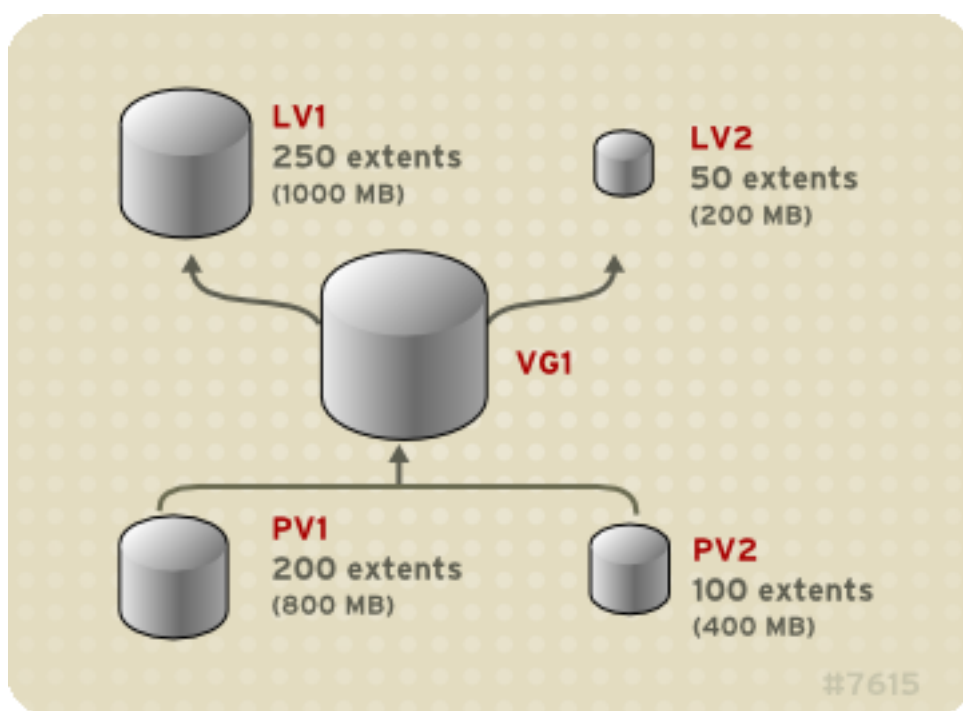 LV1
250 extents
(1000 MB)
LV2
50 extents
(200 MB)
VG1
PV1
200 extents
(800 MB)
PV2
100 extents
(400 MB)
#7615